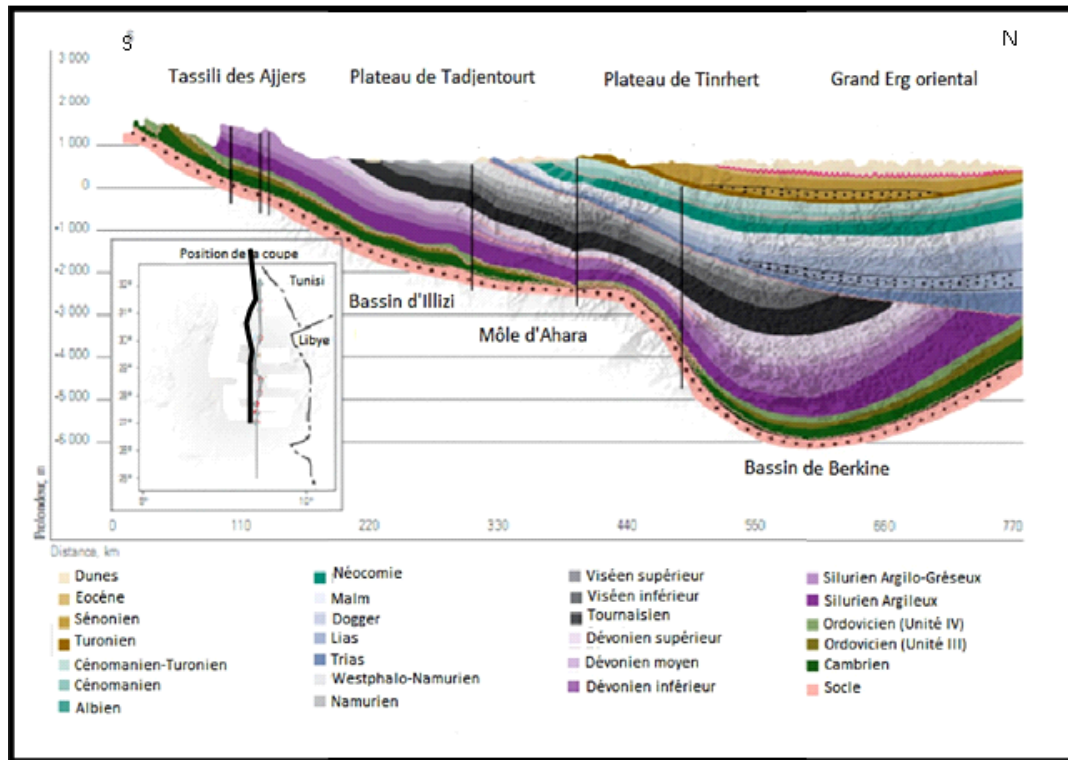 S N
Tassili des Ajjers Plateau de Tadjentourt Plateau de Tinrhert Grand Erg oriental
3 000
2 000
1 000
0
-1 000
-2 000
-3 000
-4 000
-5 000
-6 000
Position de la coupe
Tunisi
Libye
Bassin d'Illizi
Môle d'Ahara
Bassin de Berkine
Profondeur, m
0 110 220 330 440 550 660 770
Distance, km
Dunes
Eocène
Sénonien
Turonien
Cénomanien-Turonien
Cénomanien
Albien
Néocomie
Malm
Dogger
Lias
Trias
Westphalo-Namurien
Namurien
Viséen supérieur
Viséen inférieur
Tournaisien
Dévonien supérieur
Dévonien moyen
Dévonien inférieur
Silurien Argilo-Gréseux
Silurien Argileux
Ordovicien (Unité IV)
Ordovicien (Unité III)
Cambrien
Socle